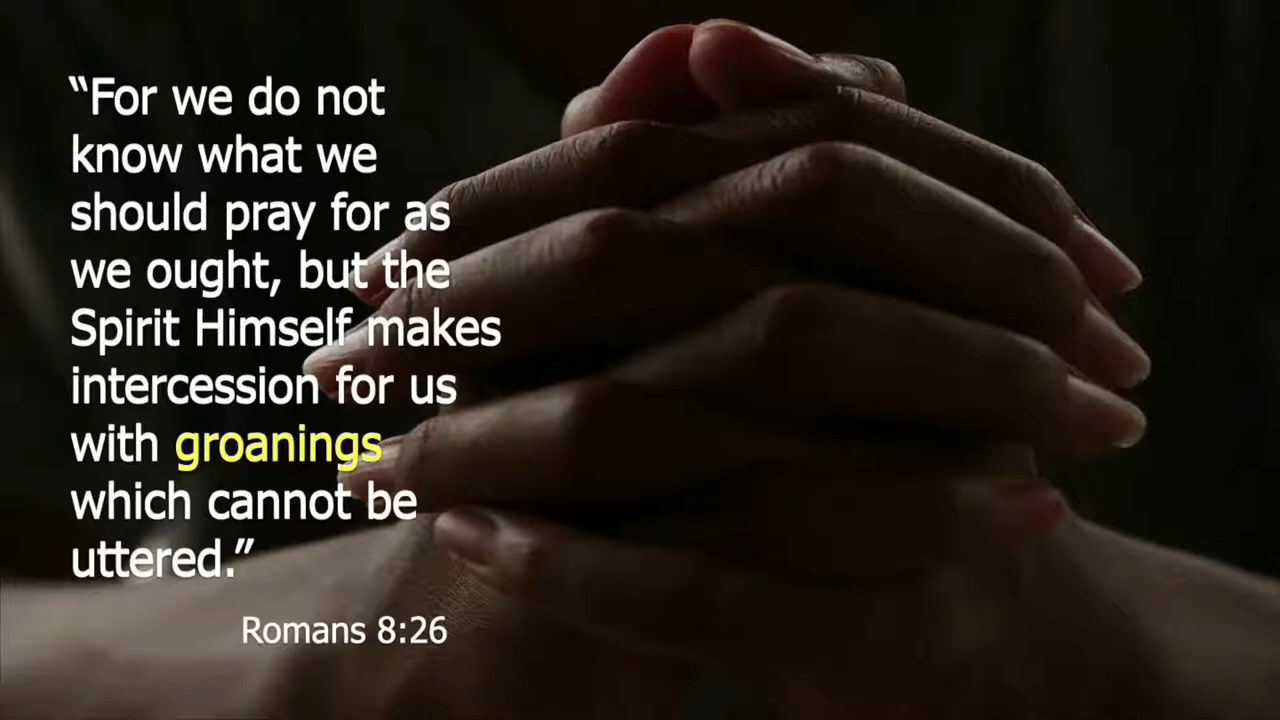 “For we do not
know what we
should pray for as
we ought, but the
Spirit Himself makes
intercession for us
with groanings
which cannot be
uttered.”
Romans 8:26